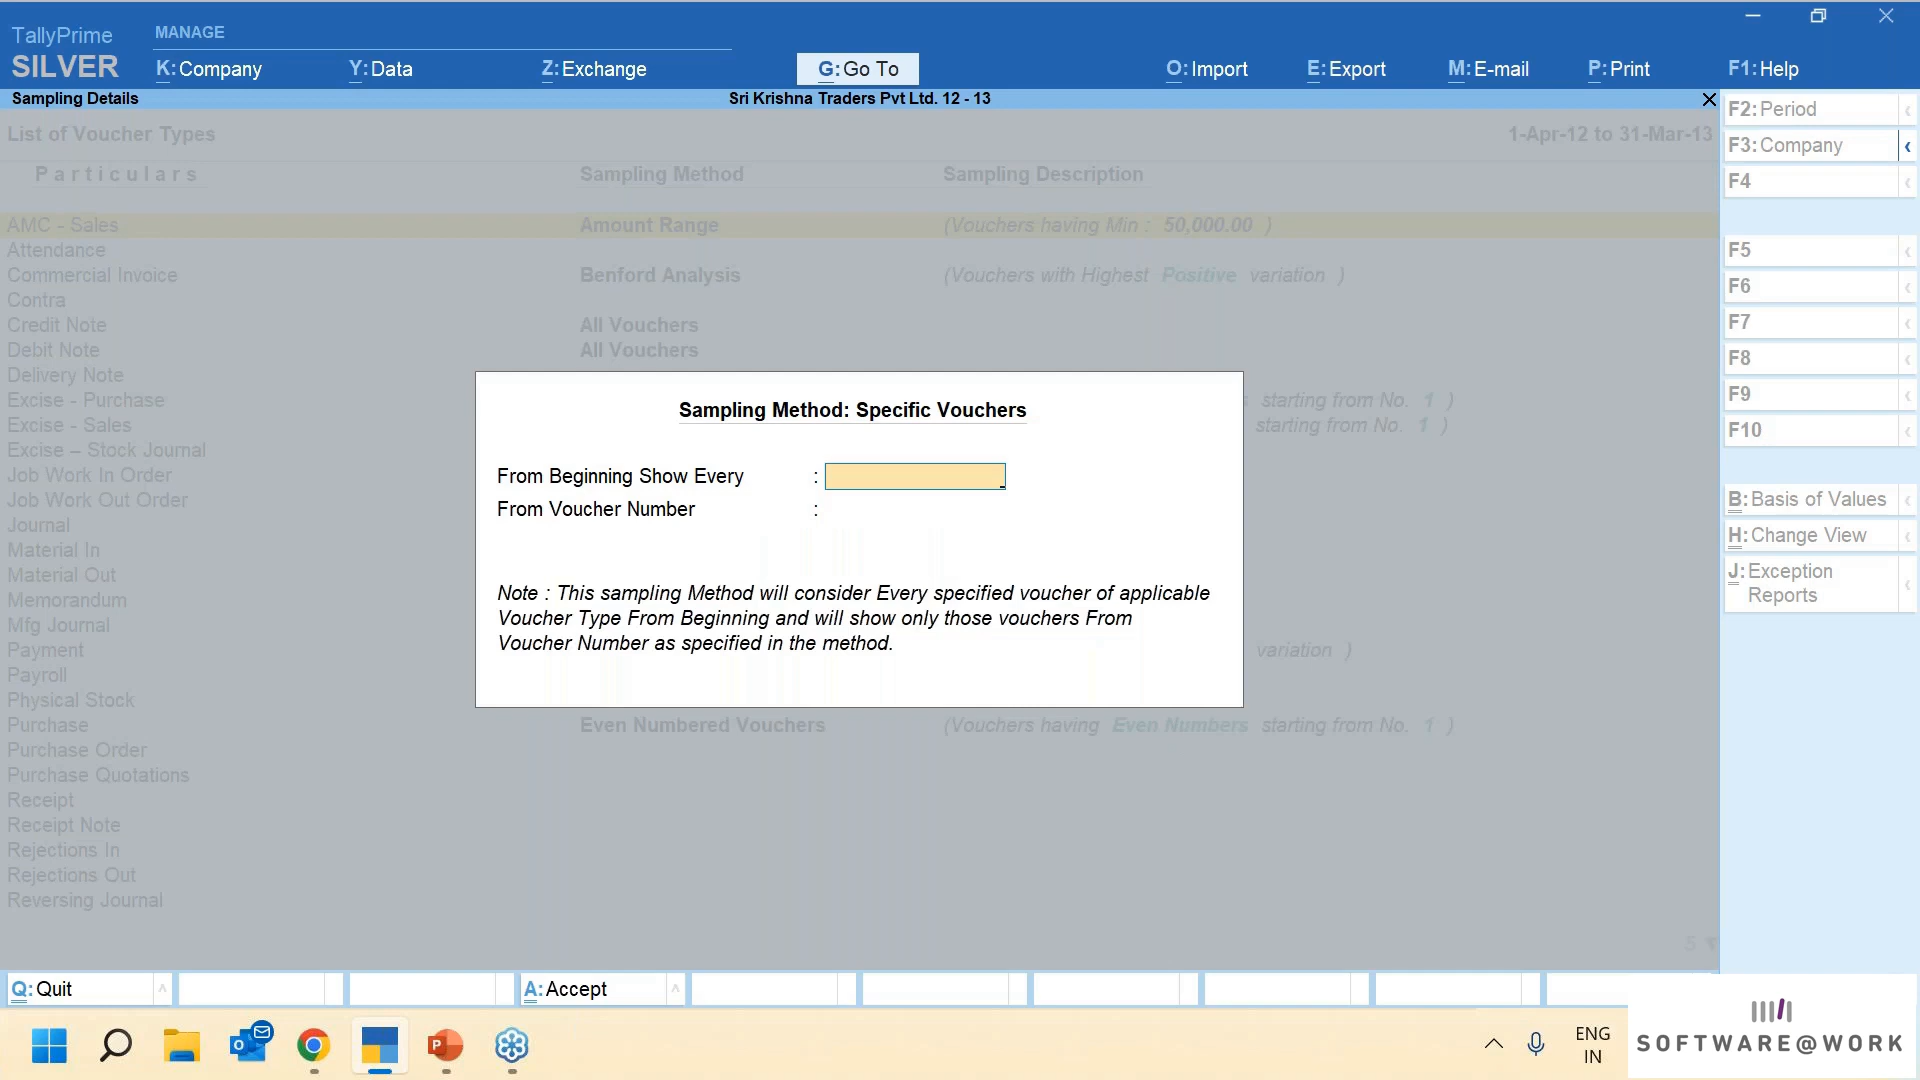 TallyPrime
SILVER
MANAGE
K:Company
Y:Data
Z:Exchange
G:Go To
O:Import
E:Export
M:E-mail
P:Print
F1:Help
Sampling Details
Sri Krishna Traders Pvt Ltd. 12 - 13
List of Voucher Types
1-Apr-12 to 31-Mar-13
Particulars Sampling Method Sampling Description
AMC - Sales Amount Range (Vouchers having Min : 50,000.00 )
Attendance
Commercial Invoice Benford Analysis (Vouchers with Highest Positive variation )
Contra
Credit Note All Vouchers
Debit Note All Vouchers
Delivery Note
Excise - Purchase starting from No. 1 )
Excise - Sales starting from No. 1 )
Excise – Stock Journal
Job Work In Order
Job Work Out Order
Journal
Material In
Material Out
Memorandum
Mfg Journal
Payment variation )
Payroll
Physical Stock
Purchase Even Numbered Vouchers (Vouchers having Even Numbers starting from No. 1 )
Purchase Order
Purchase Quotations
Receipt
Receipt Note
Rejections In
Rejections Out
Reversing Journal
5
Sampling Method: Specific Vouchers
From Beginning Show Every :
From Voucher Number :
Note : This sampling Method will consider Every specified voucher of applicable
Voucher Type From Beginning and will show only those vouchers From
Voucher Number as specified in the method.
F2:Period
F3:Company
F4
F5
F6
F7
F8
F9
F10
B:Basis of Values
H:Change View
J:Exception
Reports
Q:Quit
A:Accept
ENG
IN
SOFTWARE@WORK